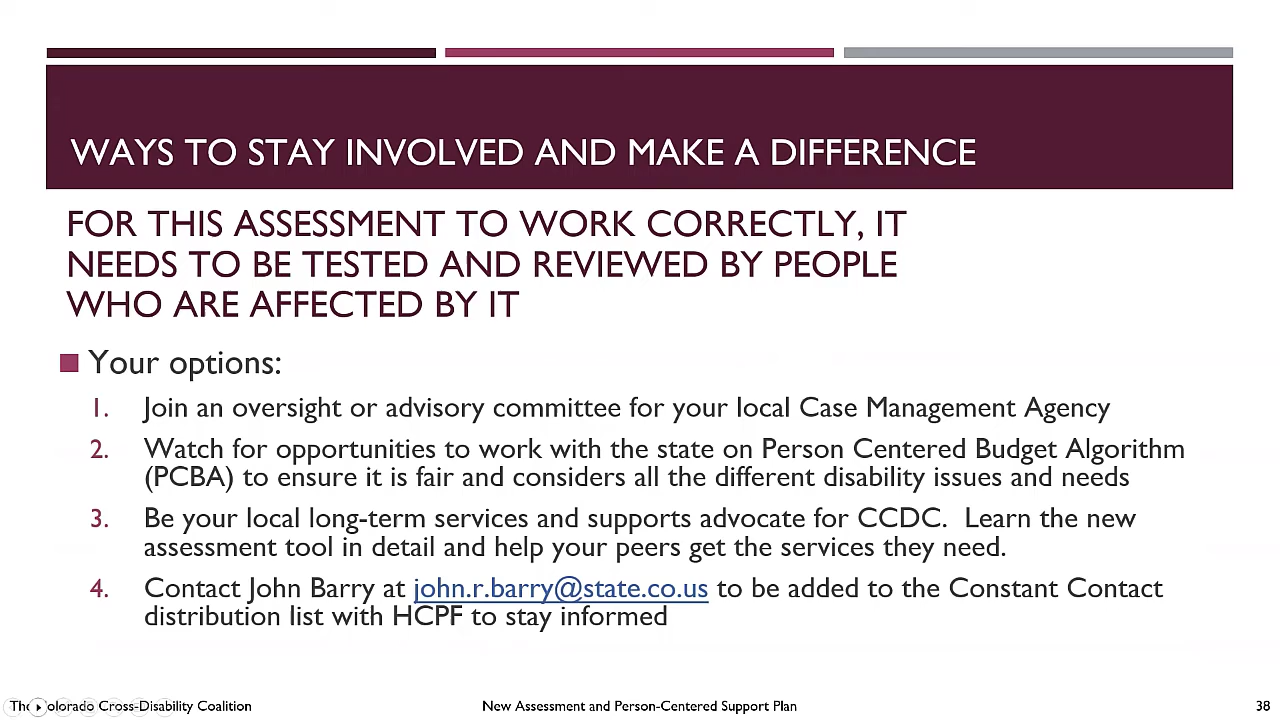 WAYS TO STAY INVOLVED AND MAKE A DIFFERENCE
FOR THIS ASSESSMENT TO WORK CORRECTLY, IT
NEEDS TO BE TESTED AND REVIEWED BY PEOPLE
WHO ARE AFFECTED BY IT
Your options:
1. Join an oversight or advisory committee for your local Case Management Agency
2. Watch for opportunities to work with the state on Person Centered Budget Algorithm
(PCBA) to ensure it is fair and considers all the different disability issues and needs
3. Be your local long-term services and supports advocate for CCDC.  Learn the new
assessment tool in detail and help your peers get the services they need.
4. Contact John Barry at john.r.barry@state.co.us to be added to the Constant Contact
distribution list with HCPF to stay informed
The Colorado Cross-Disability Coalition
New Assessment and Person-Centered Support Plan
38